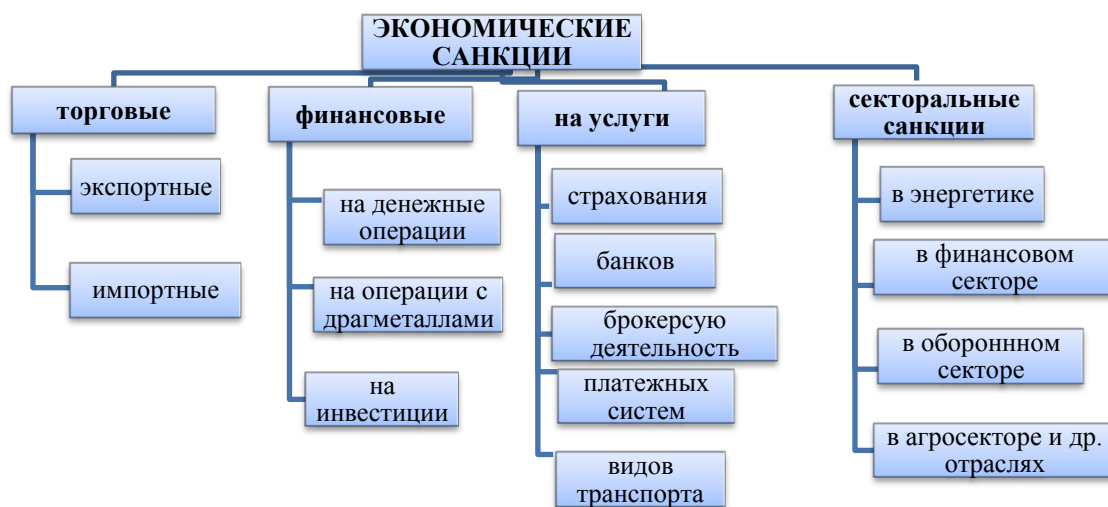 ЭКОНОМИЧЕСКИЕ
САНКЦИИ
торговые
экспортные
импортные
финансовые
на денежные
операции
на операции с
драгметаллами
на
инвестиции
на услуги
страхования
банков
брокерсую
деятельность
платежных
систем
видов
транспорта
секторальные
санкции
в энергетике
в финансовом
секторе
в обороннном
секторе
в агросекторе и др.
отраслях